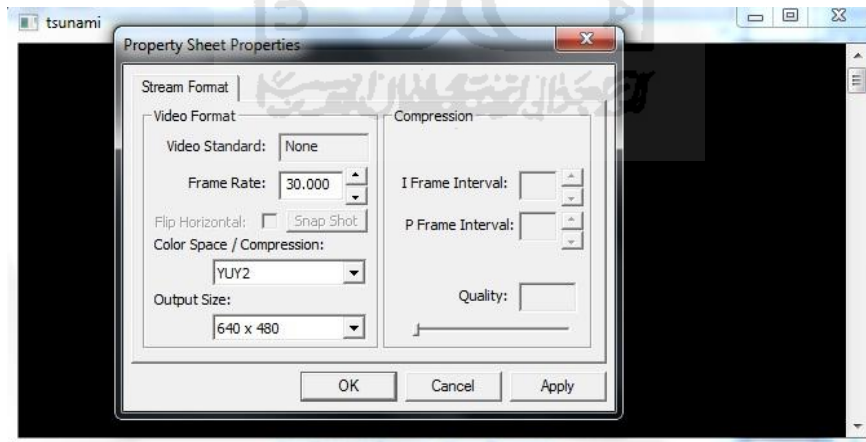 tsunami
Property Sheet Properties
Stream Format
Video Format
Video Standard: None
Frame Rate: 30.000
Flip Horizontal: Snap Shot
Color Space / Compression:
YUY2
Output Size:
640 x 480
Compression
I Frame Interval:
P Frame Interval:
Quality:
OK Cancel Apply